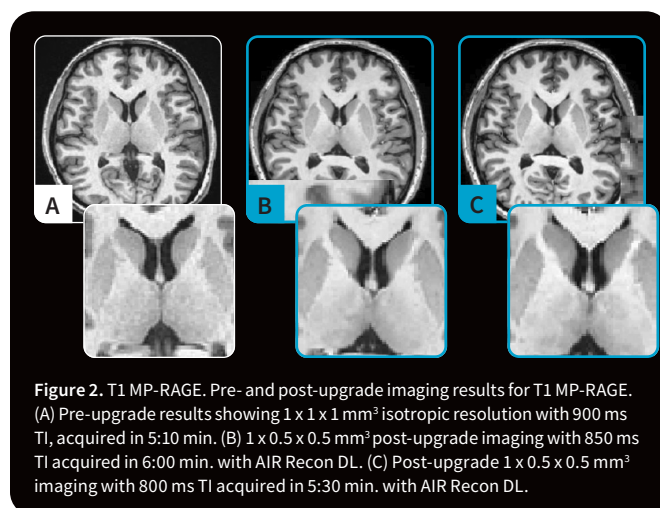 A
B
C
Figure 2. T1 MP-RAGE. Pre- and post-upgrade imaging results for T1 MP-RAGE.
(A) Pre-upgrade results showing 1 x 1 x 1 mm³ isotropic resolution with 900 ms
TI, acquired in 5:10 min. (B) 1 x 0.5 x 0.5 mm³ post-upgrade imaging with 850 ms
TI acquired in 6:00 min. with AIR Recon DL. (C) Post-upgrade 1 x 0.5 x 0.5 mm³
imaging with 800 ms TI acquired in 5:30 min. with AIR Recon DL.